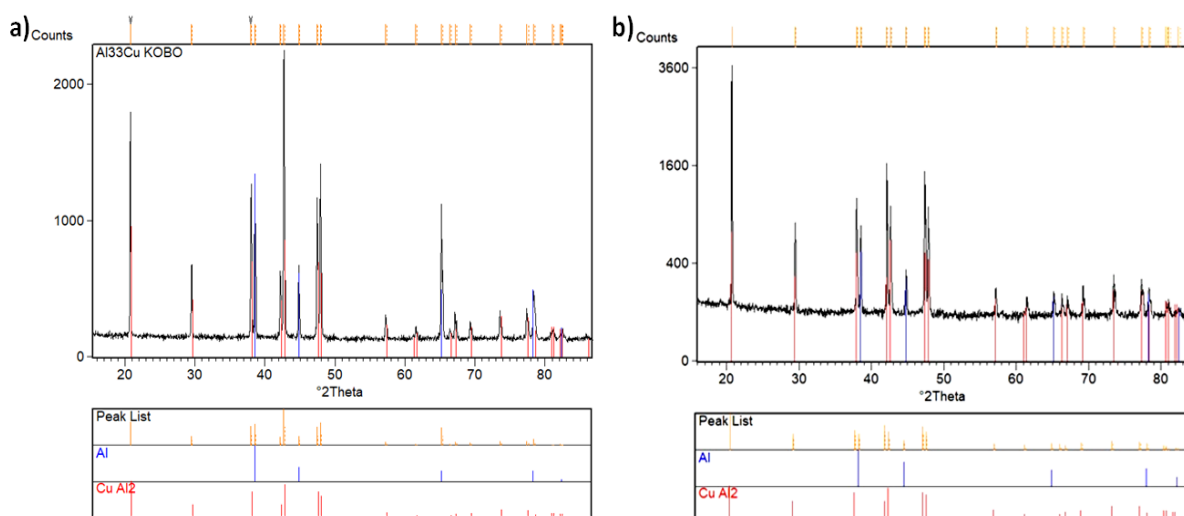 a)
Counts
Al33Cu KOBO
2000
1000
0
20 30 40 50 60 70 80
°2Theta
Peak List
Al
Cu Al2
b)
Counts
3600
1600
400
0
20 30 40 50 60 70 80
°2Theta
Peak List
Al
Cu Al2